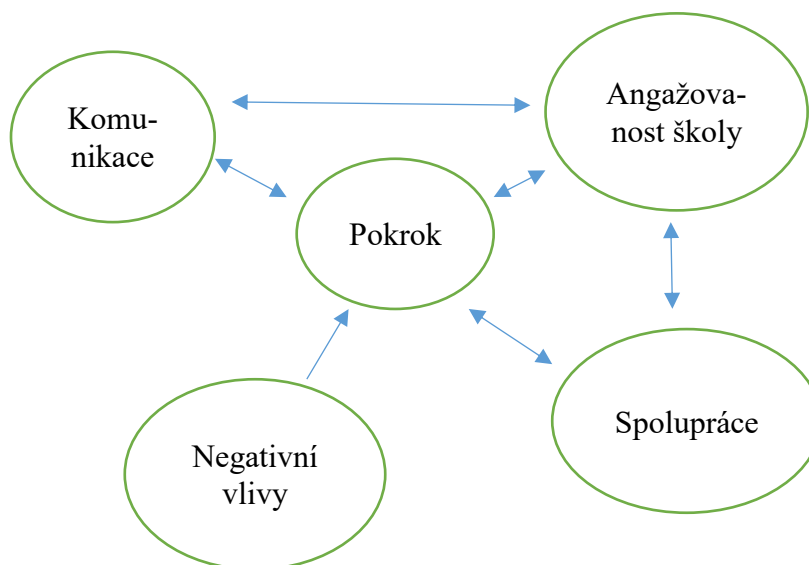 Komu-
nikace
Angažova-
nost školy
Pokrok
Spolupráce
Negativní
vlivy